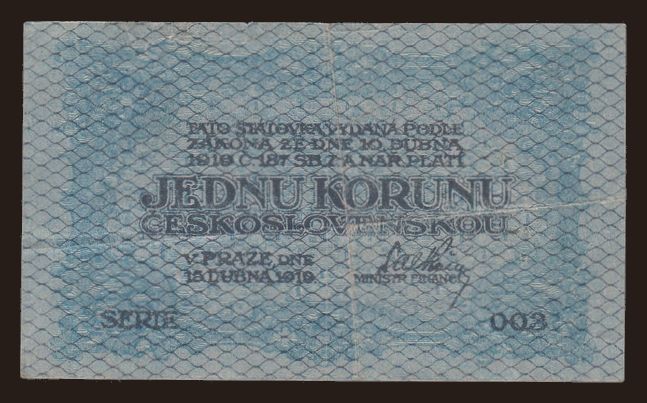 TATO STATOVKA VYDANÁ PODLE
ZÁKONA ZE DNE 10. DUBNA
1919 Č 187 SB. Z A NAŘ. PLATÍ
JEDNU KORUNU
ČESKOSLOVENSKOU
V PRAZE, DNE
15. DUBNA 1919.
MINISTR FINANCÍ
SERIE 003